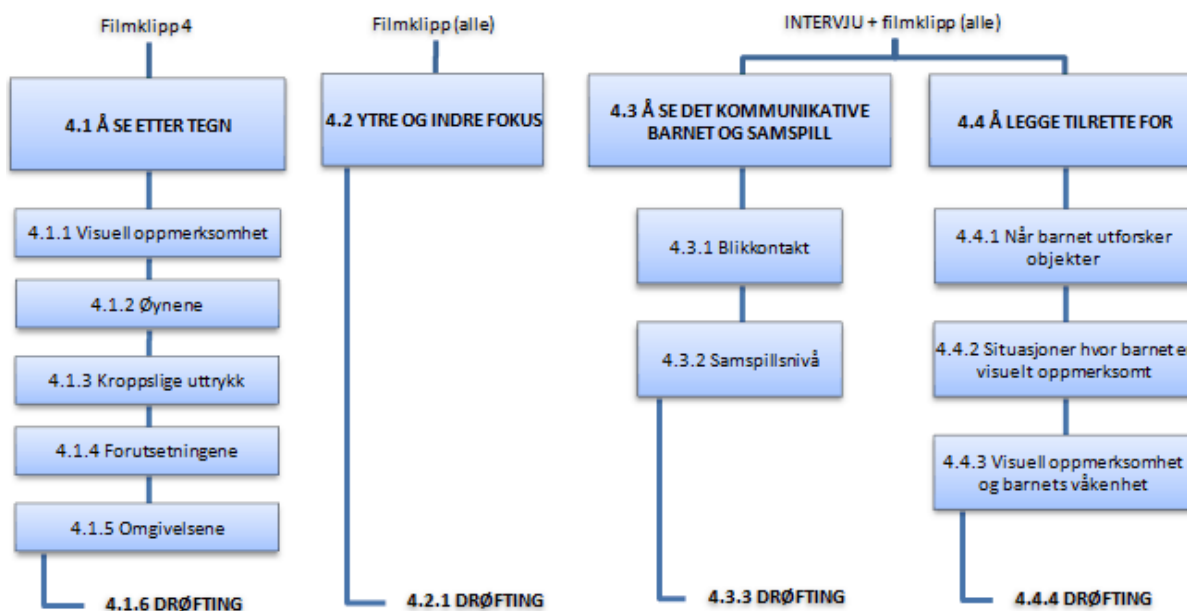 Filmklipp 4
4.1 Å SE ETTER TEGN
4.1.1 Visuell oppmerksomhet
4.1.2 Øynene
4.1.3 Kroppslige uttrykk
4.1.4 Forutsetningene
4.1.5 Omgivelsene
4.1.6 DRØFTING
Filmklipp (alle)
4.2 YTRE OG INDRE FOKUS
4.2.1 DRØFTING
INTERVJU + filmklipp (alle)
4.3 Å SE DET KOMMUNIKATIVE
BARNET OG SAMSPILL
4.3.1 Blikkontakt
4.3.2 Samspillsnivå
4.3.3 DRØFTING
4.4 Å LEGGE TILRETTE FOR
4.4.1 Når barnet utforsker
objekter
4.4.2 Situasjoner hvor barnet er
visuelt oppmerksomt
4.4.3 Visuell oppmerksomhet
og barnets våkenhet
4.4.4 DRØFTING